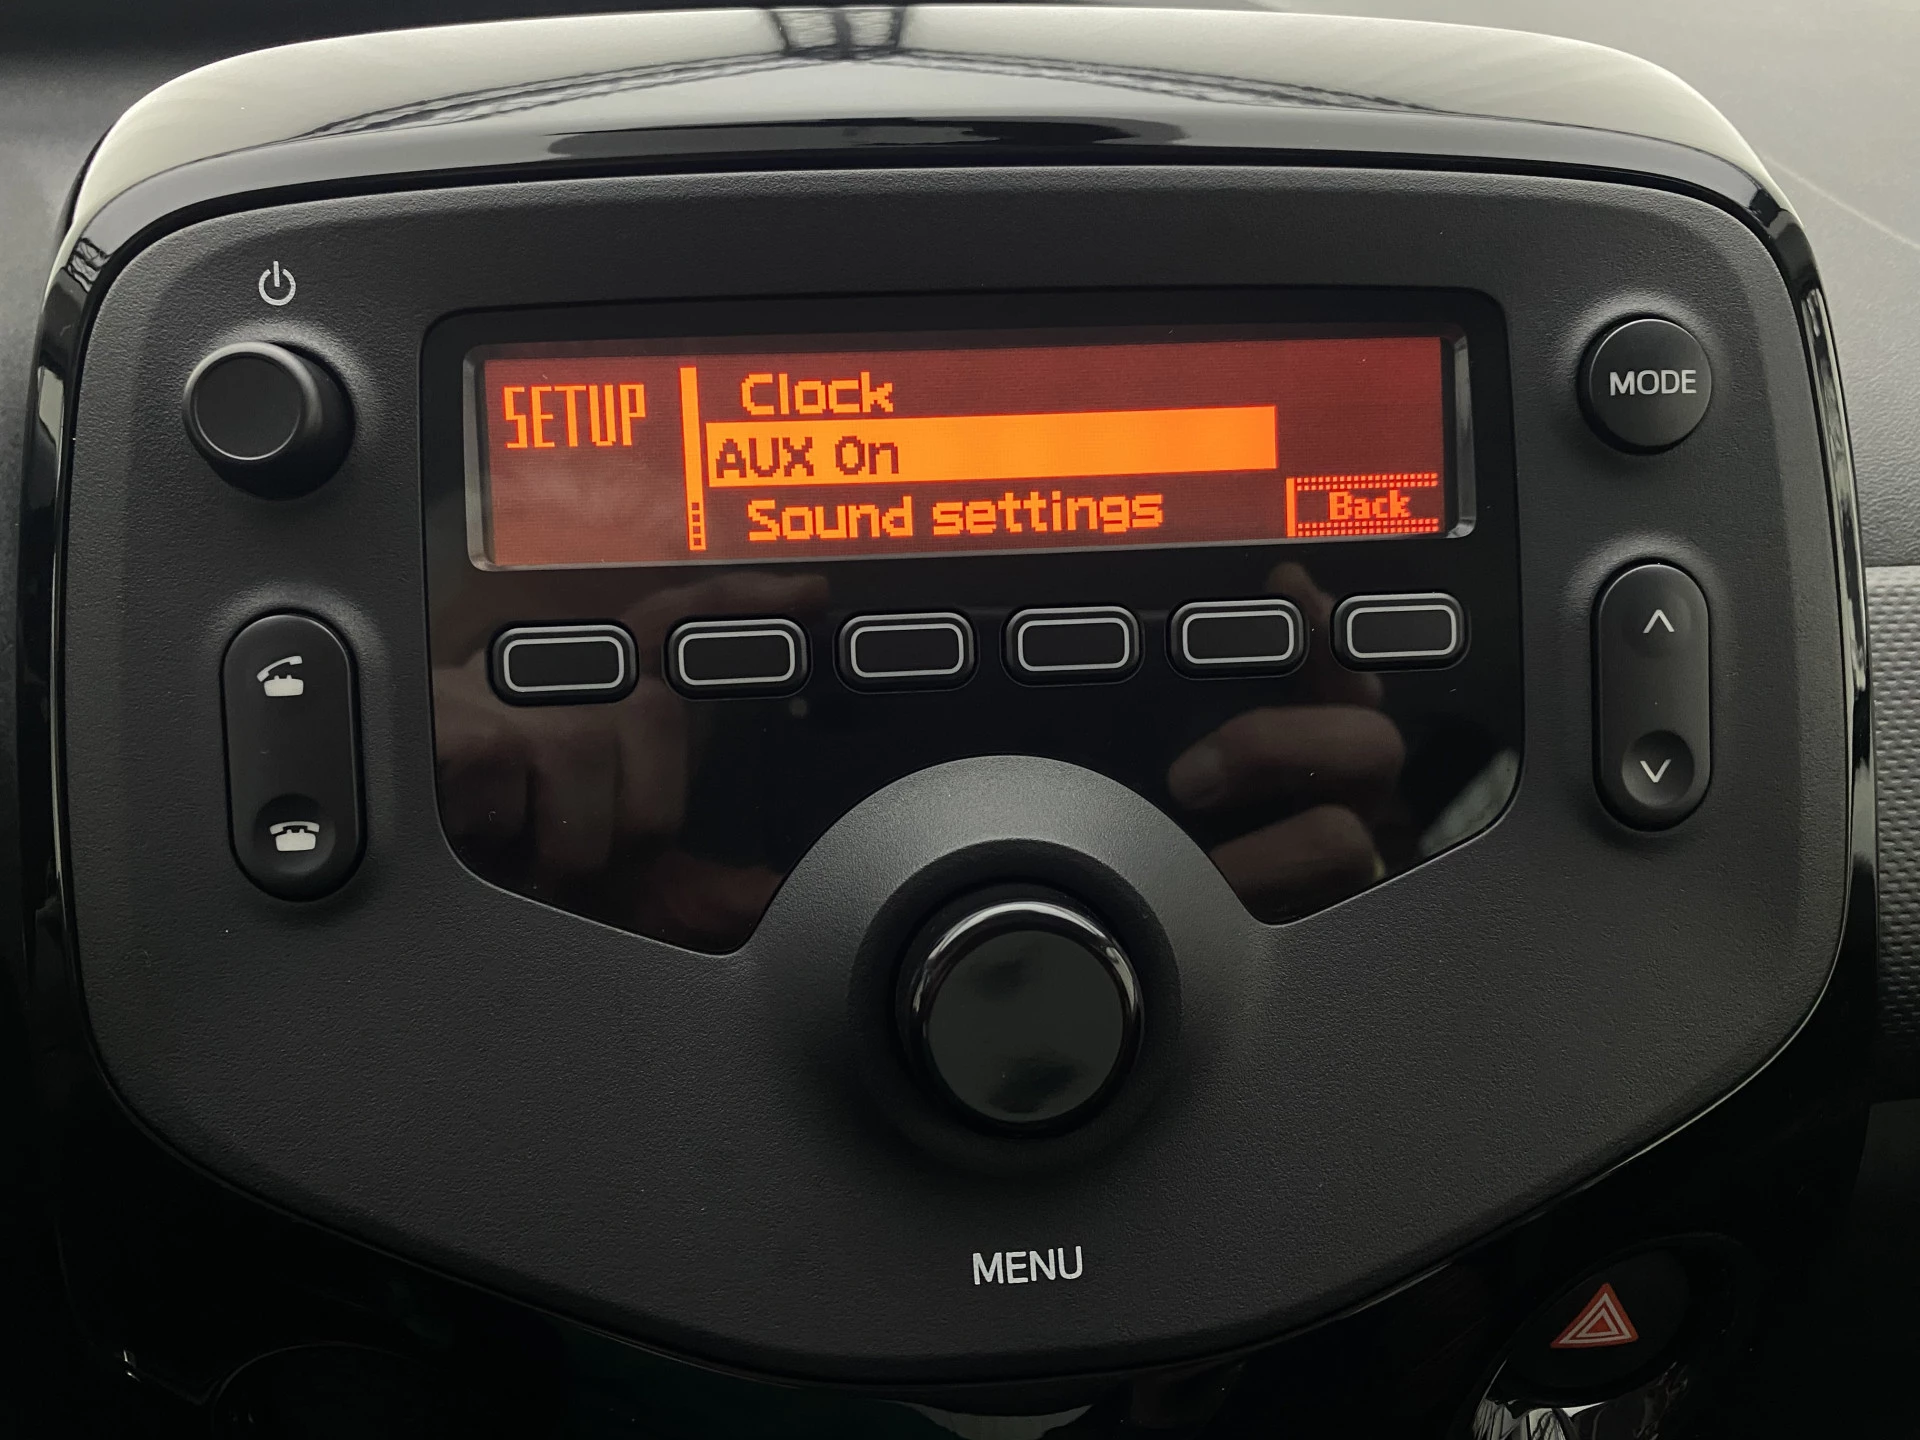 SETUP
Clock
AUX On
Sound settings
Back
MODE
MENU